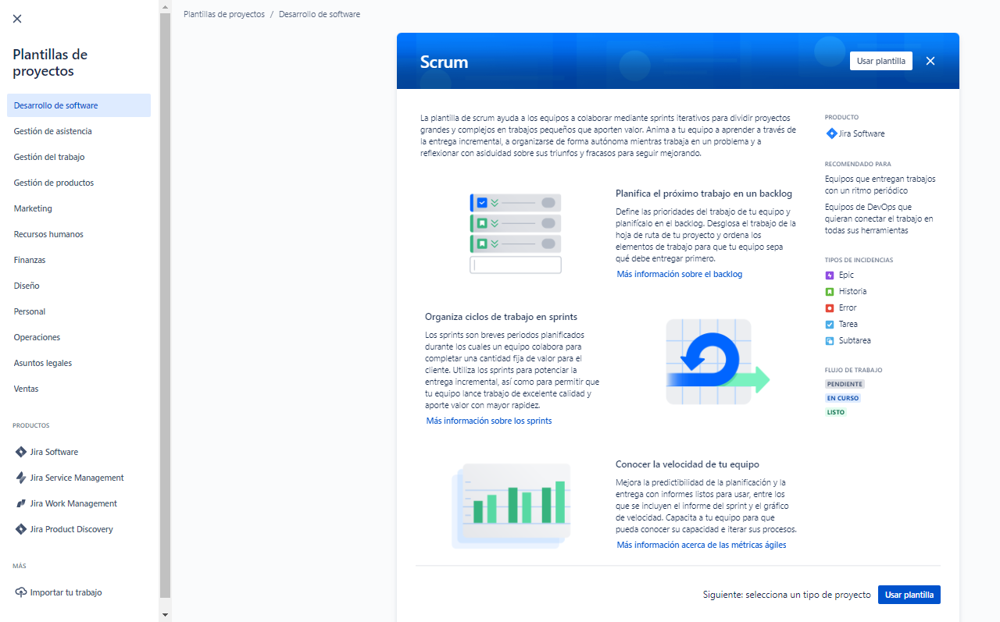 Plantillas de proyectos / Desarrollo de software
Plantillas de
proyectos
Desarrollo de software
Gestión de asistencia
Gestión del trabajo
Gestión de productos
Marketing
Recursos humanos
Finanzas
Diseño
Personal
Operaciones
Asuntos legales
Ventas
PRODUCTOS
Jira Software
Jira Service Management
Jira Work Management
Jira Product Discovery
MÁS
Importar tu trabajo
Scrum
Usar plantilla
La plantilla de scrum ayuda a los equipos a colaborar mediante sprints iterativos para dividir proyectos
grandes y complejos en trabajos pequeños que aporten valor. Anima a tu equipo a aprender a través de
la entrega incremental, a organizarse de forma autónoma mientras trabaja en un problema y a
reflexionar con asiduidad sobre sus triunfos y fracasos para seguir mejorando.
Planifica el próximo trabajo en un backlog
Define las prioridades del trabajo de tu equipo y
planifícalo en el backlog. Desglosa el trabajo de la
hoja de ruta de tu proyecto y ordena los
elementos de trabajo para que tu equipo sepa
qué debe entregar primero.
Más información sobre el backlog
Organiza ciclos de trabajo en sprints
Los sprints son breves periodos planificados
durante los cuales un equipo colabora para
completar una cantidad fija de valor para el
cliente. Utiliza los sprints para potenciar la
entrega incremental, así como para permitir que
tu equipo lance trabajo de excelente calidad y
aporte valor con mayor rapidez.
Más información sobre los sprints
Conocer la velocidad de tu equipo
Mejora la predictibilidad de la planificación y la
entrega con informes listos para usar, entre los
que se incluyen el informe del sprint y el gráfico
de velocidad. Capacita a tu equipo para que
pueda conocer su capacidad e iterar sus procesos.
Más información acerca de las métricas ágiles
PRODUCTO
Jira Software
RECOMENDADO PARA
Equipos que entregan trabajos
con un ritmo periódico
Equipos de DevOps que
quieran conectar el trabajo en
todas sus herramientas
TIPOS DE INCIDENCIAS
Epic
Historia
Error
Tarea
Subtarea
FLUJO DE TRABAJO
PENDIENTE
EN CURSO
LISTO
Siguiente: selecciona un tipo de proyecto
Usar plantilla